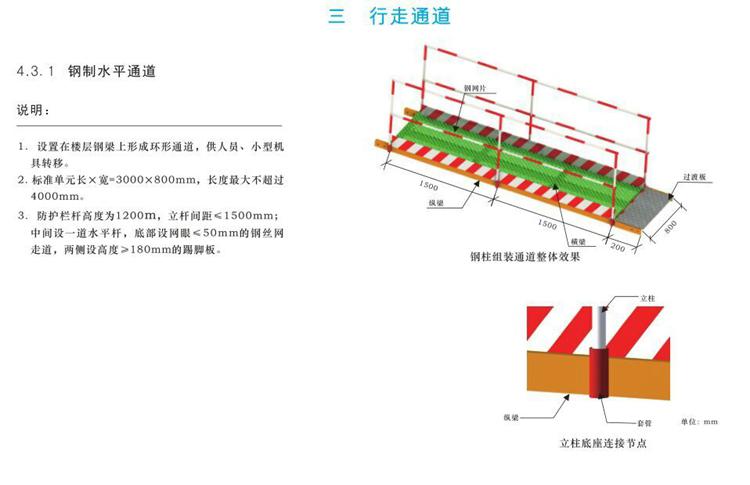 三 行走通道
4.3.1 钢制水平通道
说明：
1. 设置在楼层钢梁上形成环形通道，供人员、小型机
具转移。
2. 标准单元长×宽=3000×800mm，长度最大不超过
4000mm。
3. 防护栏杆高度为1200m，立杆间距≤1500mm；
中间设一道水平杆，底部设网眼≤50mm的钢丝网
走道，两侧设高度≥180mm的踢脚板。
钢网片
过渡板
1500
纵梁
1500
横梁
200
800
钢柱组装通道整体效果
立柱
纵梁
套管
单位：mm
立柱底座连接节点